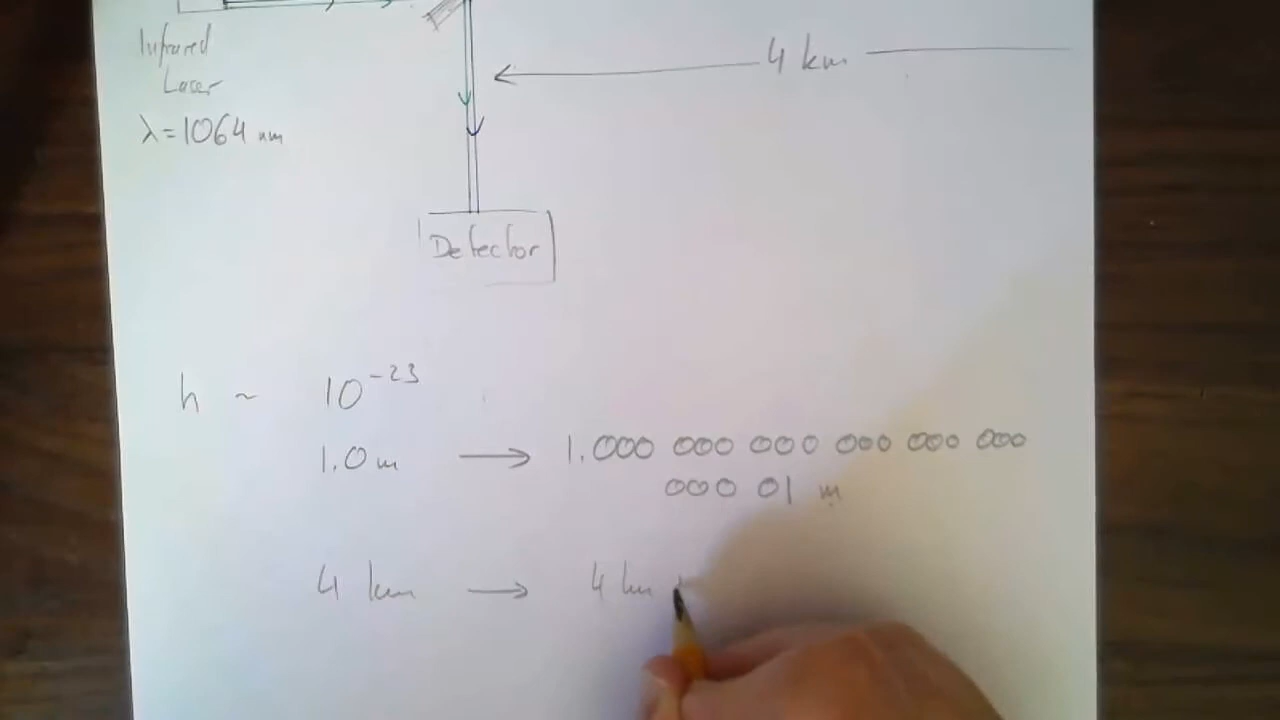 Infrared
Laser
λ = 1064 nm
4 km
Detector
h ~ 10⁻²³
1.0 m → 1.000 000 000 000 000 000
000 01 m
4 km → 4 km